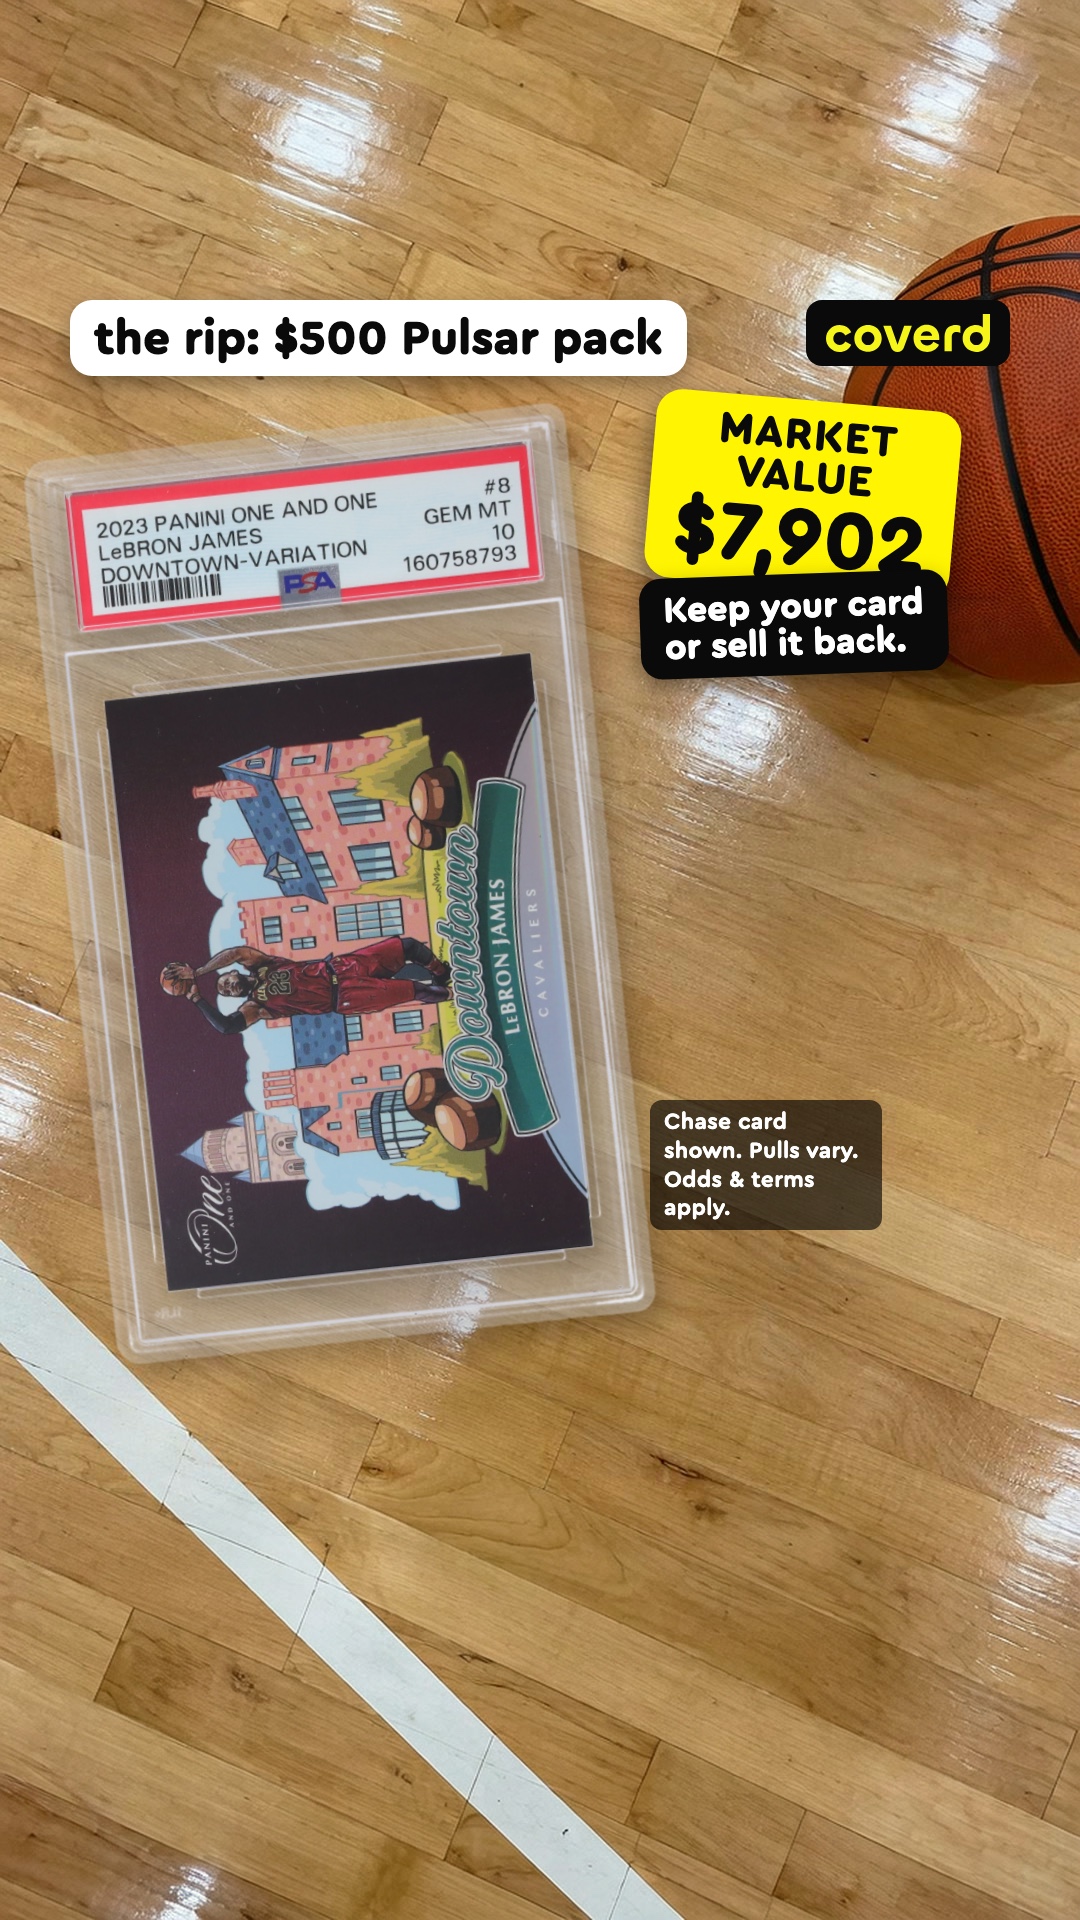 the rip: $500 Pulsar pack
coverd
MARKET
VALUE
$7,902
Keep your card
or sell it back.
2023 PANINI ONE AND ONE
#8
LeBRON JAMES
GEM MT
DOWNTOWN-VARIATION
10
160758793
PSA
Downtown
LeBRON JAMES
CAVALIERS
23
PANINI
One
AND ONE
Chase card
shown. Pulls vary.
Odds & terms
apply.